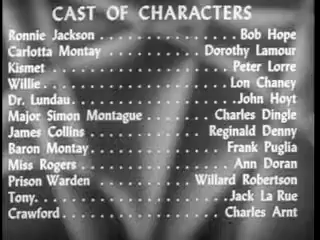 CAST OF CHARACTERS
Ronnie Jackson . . . . . . . . . . . . . . . Bob Hope
Carlotta Montay . . . . . . . . . . . Dorothy Lamour
Kismet . . . . . . . . . . . . . . . . . . . . Peter Lorre
Willie . . . . . . . . . . . . . . . . . . . . Lon Chaney
Dr. Lundau . . . . . . . . . . . . . . . . . John Hoyt
Major Simon Montague . . . . . . . . Charles Dingle
James Collins . . . . . . . . . . . . Reginald Denny
Baron Montay . . . . . . . . . . . . . . Frank Puglia
Miss Rogers . . . . . . . . . . . . . . . . Ann Doran
Prison Warden . . . . . . . . . Willard Robertson
Tony . . . . . . . . . . . . . . . . . . . . Jack La Rue
Crawford . . . . . . . . . . . . . . . . . Charles Arnt